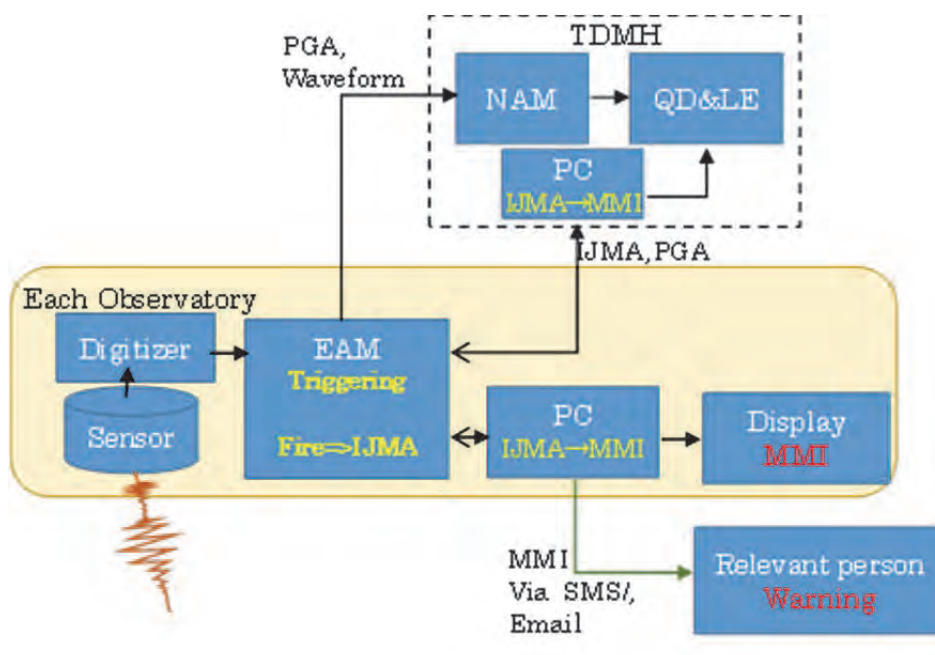 TDMH
PGA,
Waveform
NAM
QD&LE
PC
IJMA→MMI
IJMA,PGA
Each Observatory
Digitizer
Sensor
EAM
Triggering
Fire⇒IJMA
PC
IJMA→MMI
Display
MMI
MMI
Via SMS/,
Email
Relevant person
Warning